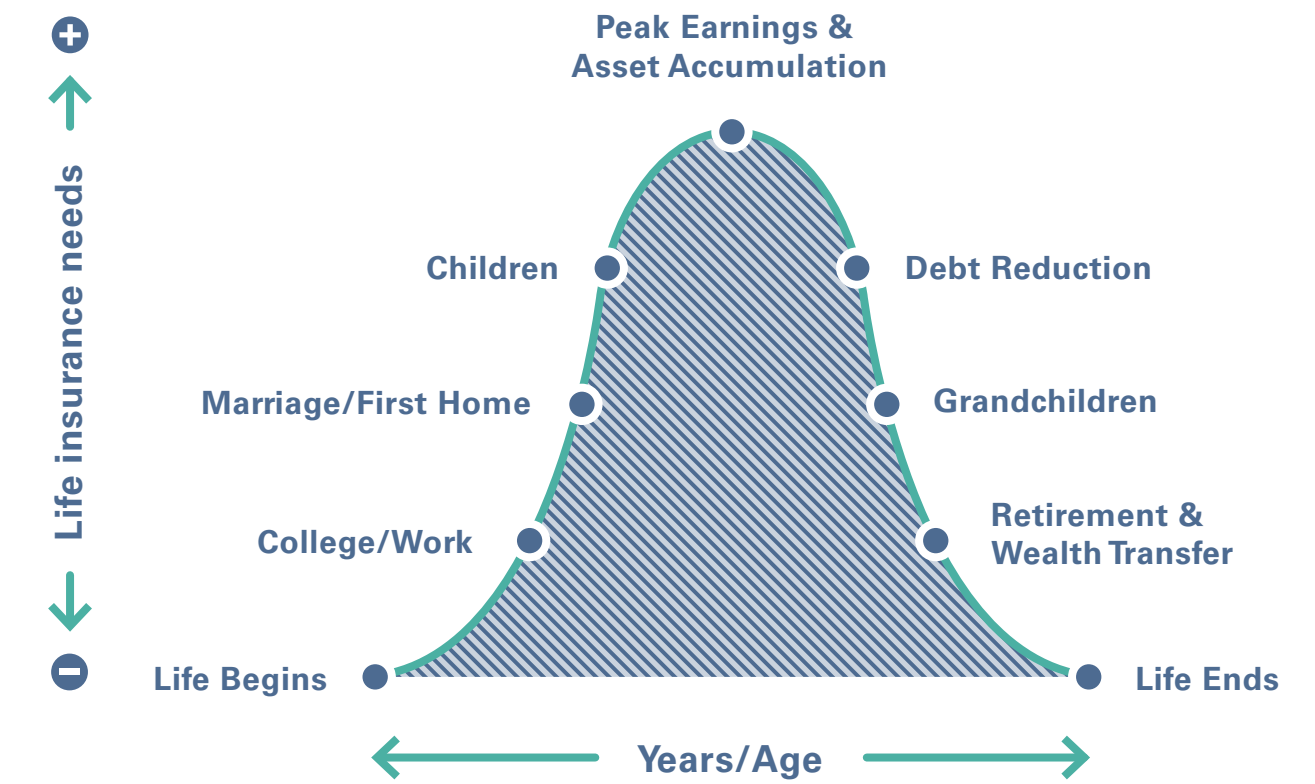 Peak Earnings &
Asset Accumulation
Life insurance needs
Children
Debt Reduction
Marriage/First Home
Grandchildren
College/Work
Retirement &
Wealth Transfer
Life Begins
Life Ends
Years/Age